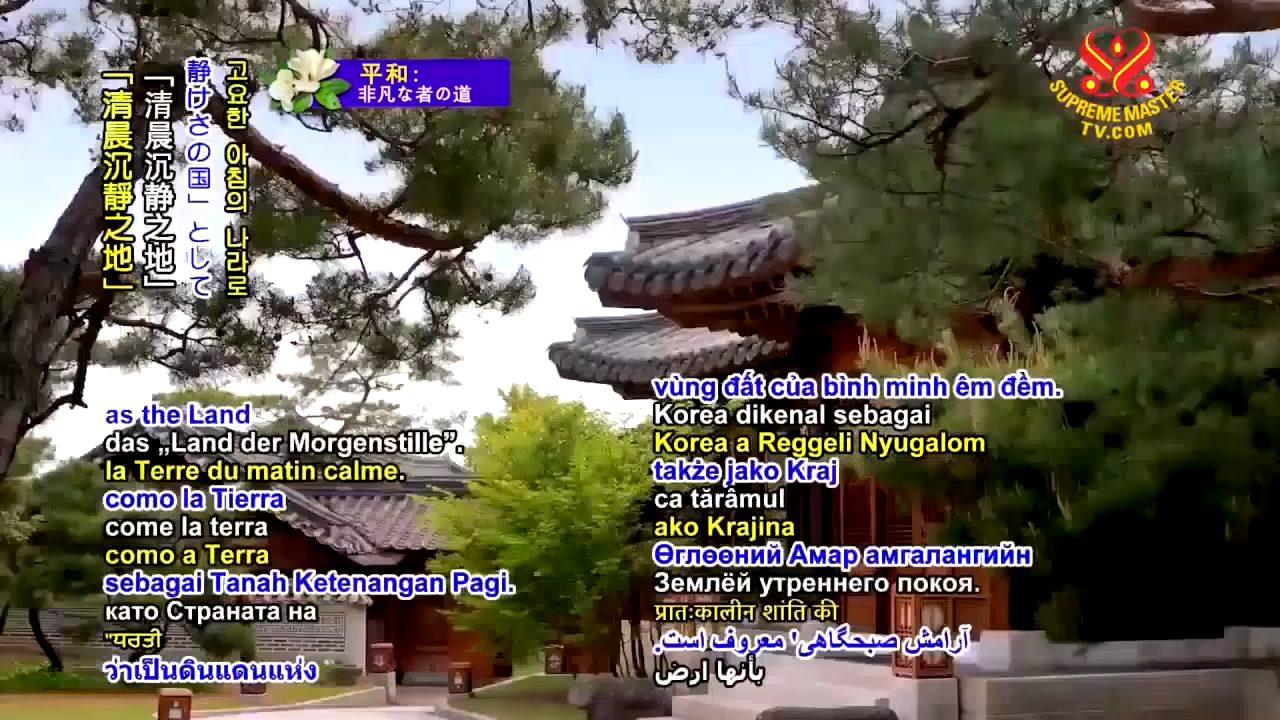 고요한 아침의 나라로
静けさの国」として
「清晨沉静之地」
「清晨沉靜之地」
平和:
非凡な者の道
SUPREME MASTER
TV.COM
as the Land
das „Land der Morgenstille”.
la Terre du matin calme.
como la Tierra
come la terra
como a Terra
sebagai Tanah Ketenangan Pagi.
като Страната на
"ਧਰਤੀ
ว่าเป็นดินแดนแห่ง
vùng đất của bình minh êm đềm.
Korea dikenal sebagai
Korea a Reggeli Nyugalom
także jako Kraj
ca tărâmul
ako Krajina
Өглөөний Амар амгалангийн
Землёй утреннего покоя.
प्रातःकालीन शांति की
آرامش صبحگاهی' معروف است.
بأنها ارض